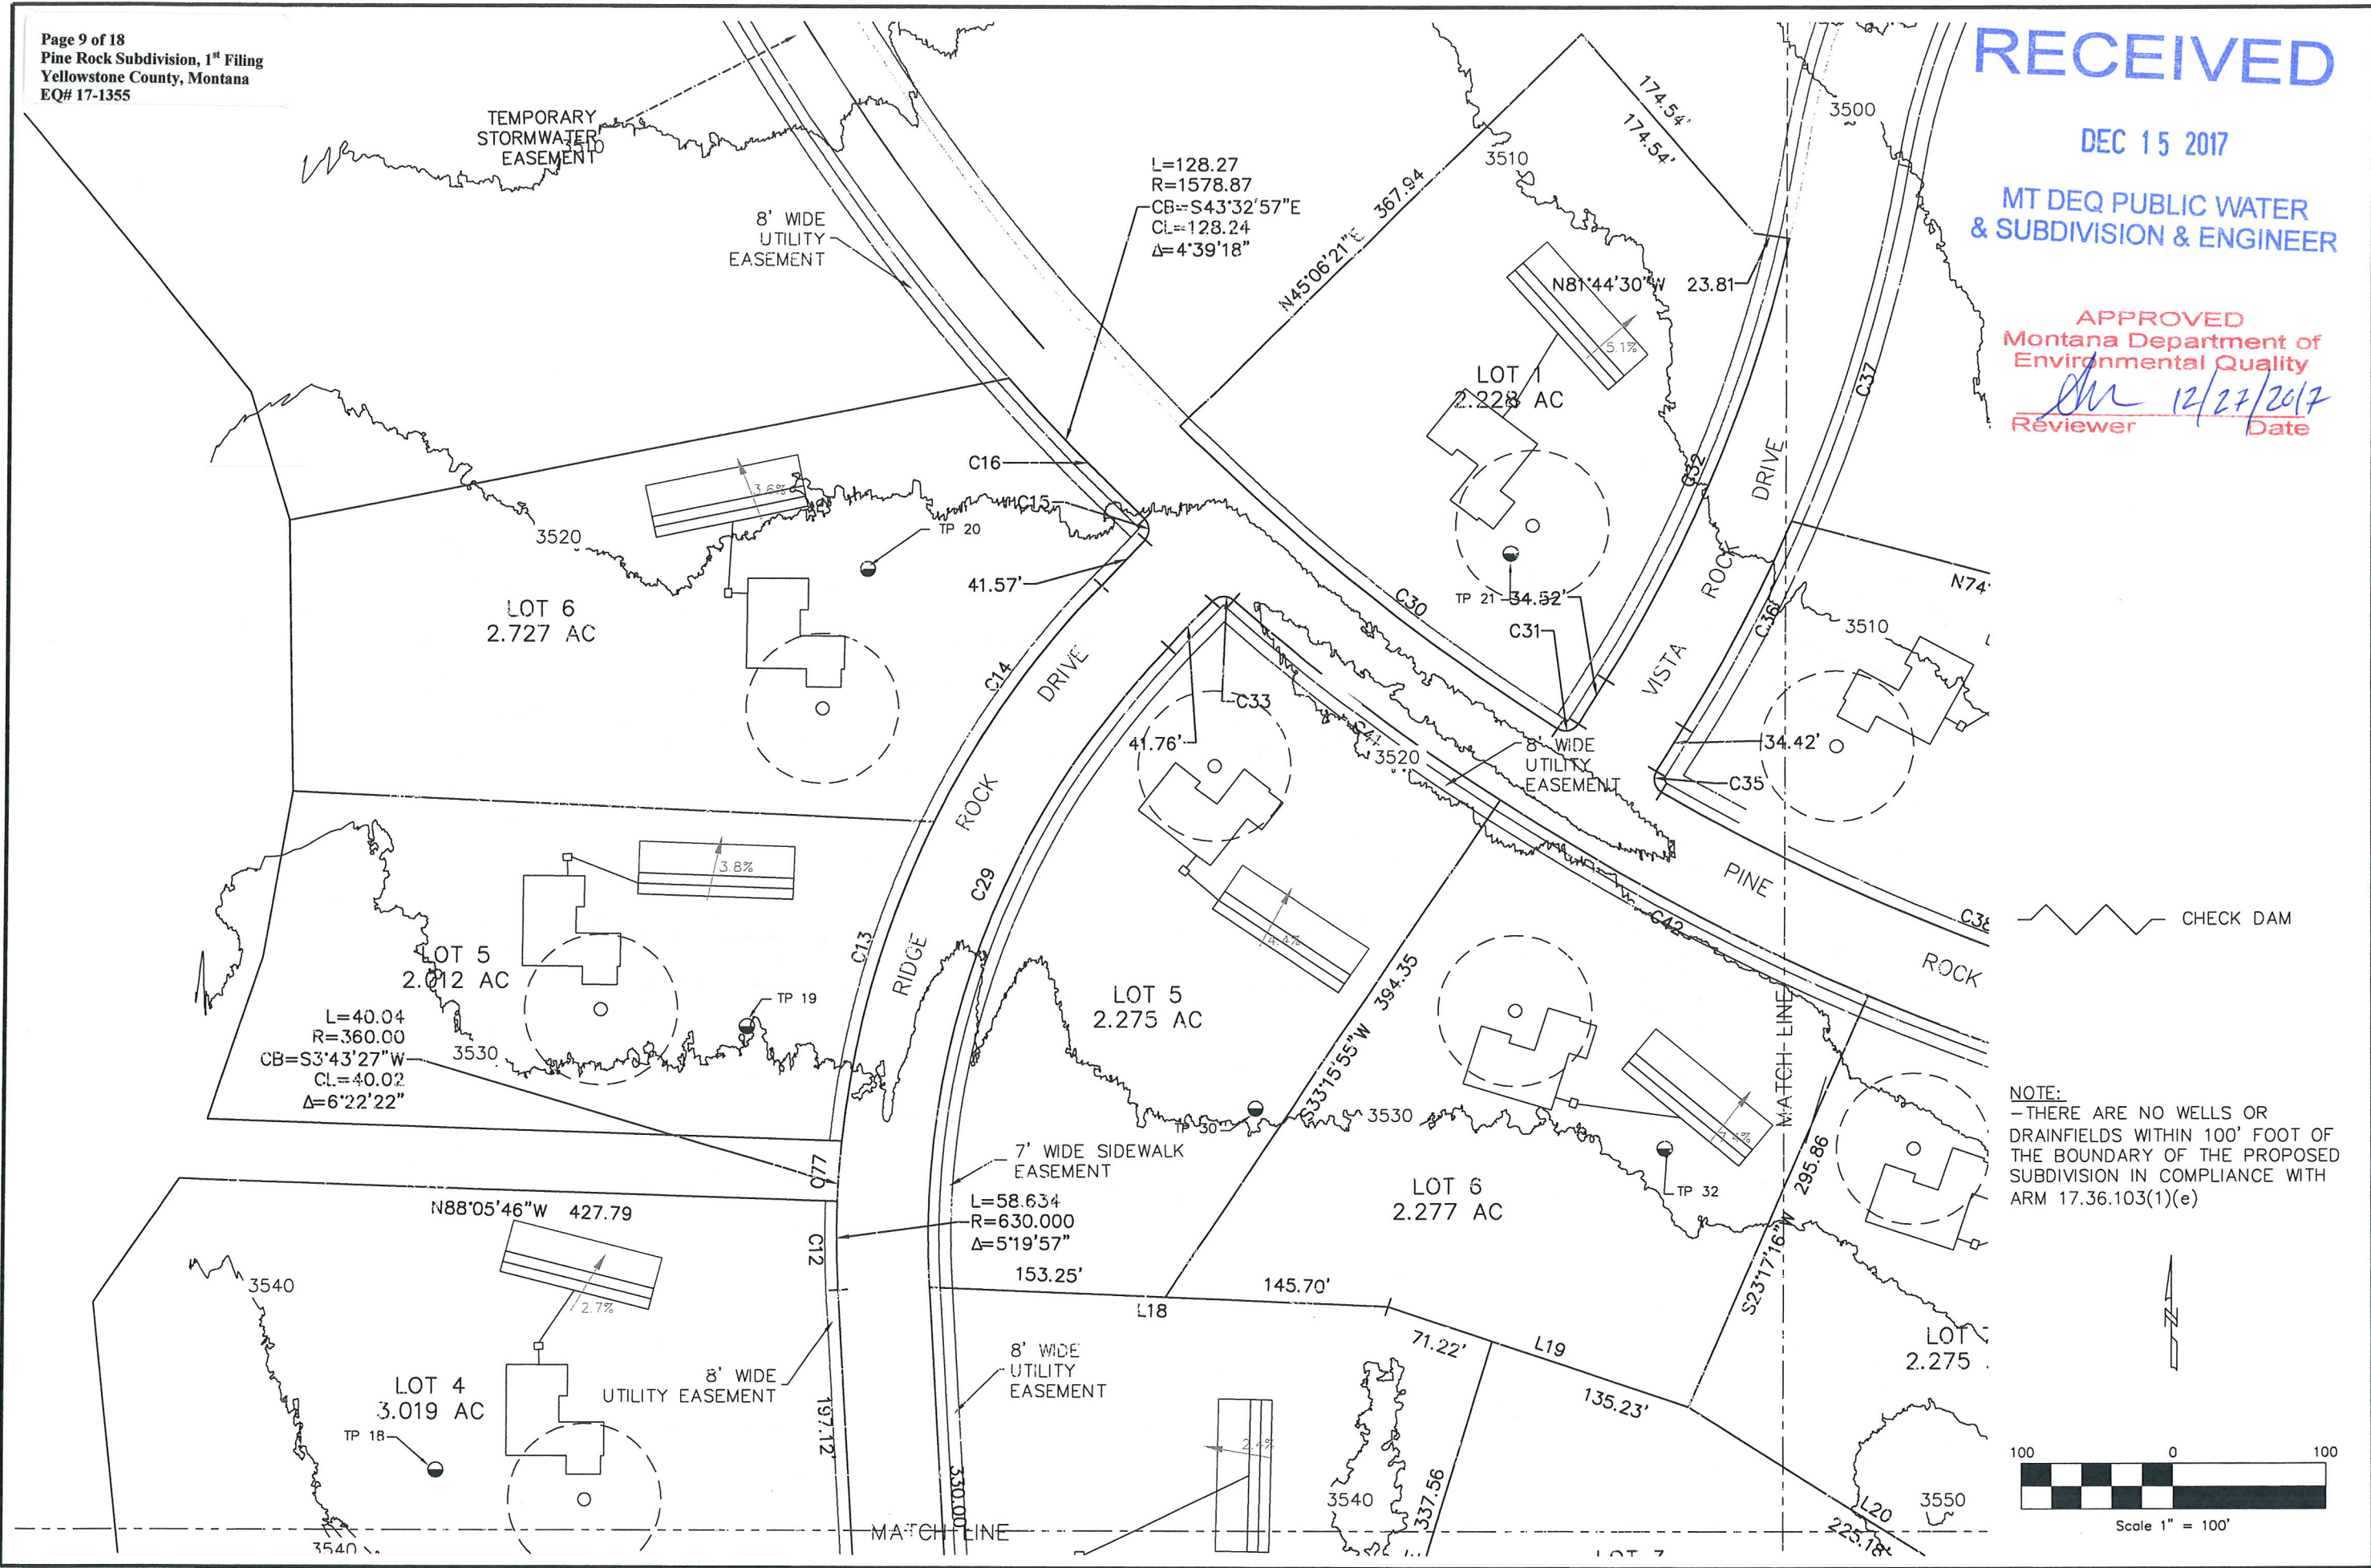 Page 9 of 18
Pine Rock Subdivision, 1st Filing
Yellowstone County, Montana
EQ# 17-1355
RECEIVED
DEC 15 2017
MT DEQ PUBLIC WATER
& SUBDIVISION & ENGINEER
APPROVED
Montana Department of
Environmental Quality
12/27/2017
Reviewer Date
TEMPORARY
STORMWATER
EASEMENT
3510
8' WIDE
UTILITY
EASEMENT
L=128.27
R=1578.87
CB=S43°32'57"E
CL=128.24
Δ=4°39'18"
N45°06'21"E 367.94
174.54'
174.54'
3510
3500
N81°44'30"W 23.81
5.1%
LOT 1
2.228 AC
C37
C32
C16
C15
3.6%
3520
TP 20
41.57'
LOT 6
2.727 AC
C14
C30
TP 21
34.52'
C31
ROCK
DRIVE
VISTA
C36
N74°
3510
DRIVE
ROCK
RIDGE
C33
41.76'
C41
3520
8' WIDE
UTILITY
EASEMENT
34.42'
C35
PINE
ROCK
C38
C42
C29
C13
3.8%
LOT 5
2.012 AC
TP 19
3530
L=40.04
R=360.00
CB=S3°43'27"W
CL=40.02
Δ=6°22'22"
4.4%
LOT 5
2.275 AC
S33°15'55"W 394.35
TP 30
3530
7.4%
TP 32
MATCH LINE
LOT 6
2.277 AC
S23°17'16"W 295.86
CHECK DAM
NOTE:
-THERE ARE NO WELLS OR
DRAINFIELDS WITHIN 100' FOOT OF
THE BOUNDARY OF THE PROPOSED
SUBDIVISION IN COMPLIANCE WITH
ARM 17.36.103(1)(e)
7' WIDE SIDEWALK
EASEMENT
L=58.634
R=630.000
Δ=5°19'57"
N88°05'46"W 427.79
C77
C12
153.25'
L18
145.70'
71.22'
L19
135.23'
3540
2.7%
LOT 4
3.019 AC
TP 18
8' WIDE
UTILITY EASEMENT
197.12'
8' WIDE
UTILITY
EASEMENT
330.00
2.4%
3540
337.56
LOT
2.275
L20
225.18'
3550
3540
MATCH LINE
LOT 7
N
100 0 100
Scale 1" = 100'